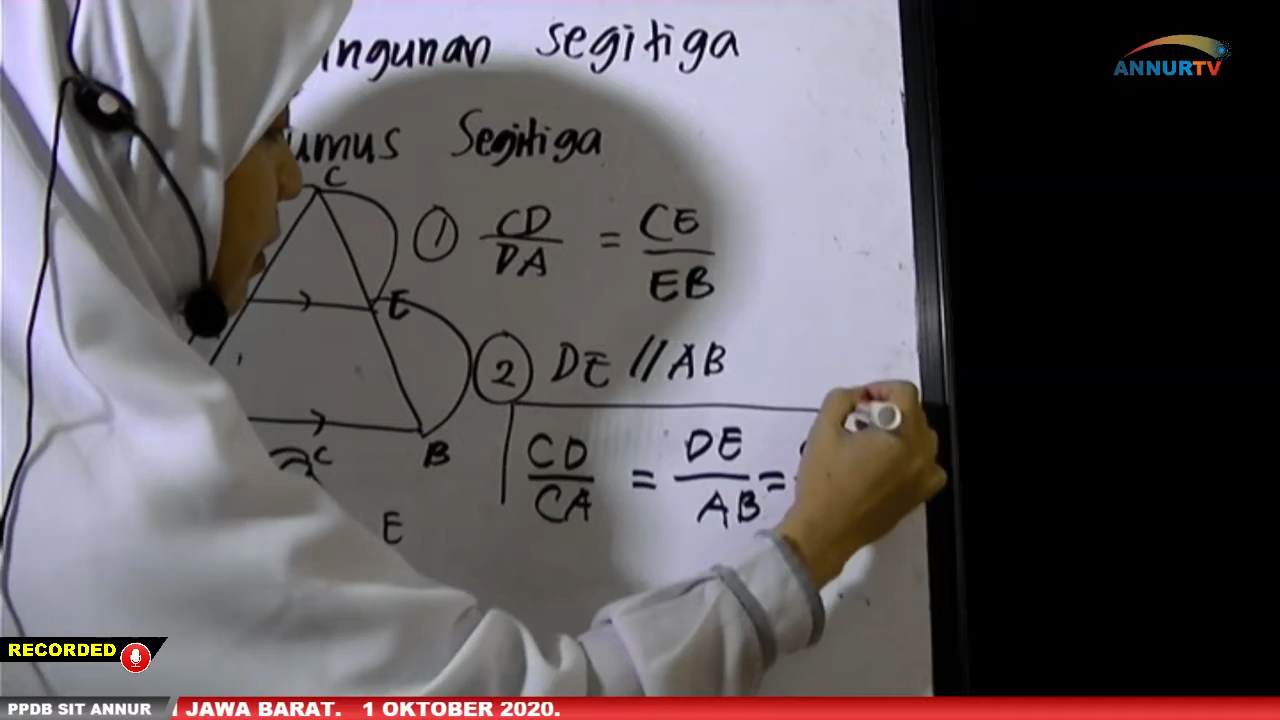 ANNURTV
ngunan segitiga
umus Segitiga
C
① CD/DA = CE/EB
E
② DE // AB
CD/CA = DE/AB =
C B
E
RECORDED
PPDB SIT ANNUR
JAWA BARAT. 1 OKTOBER 2020.